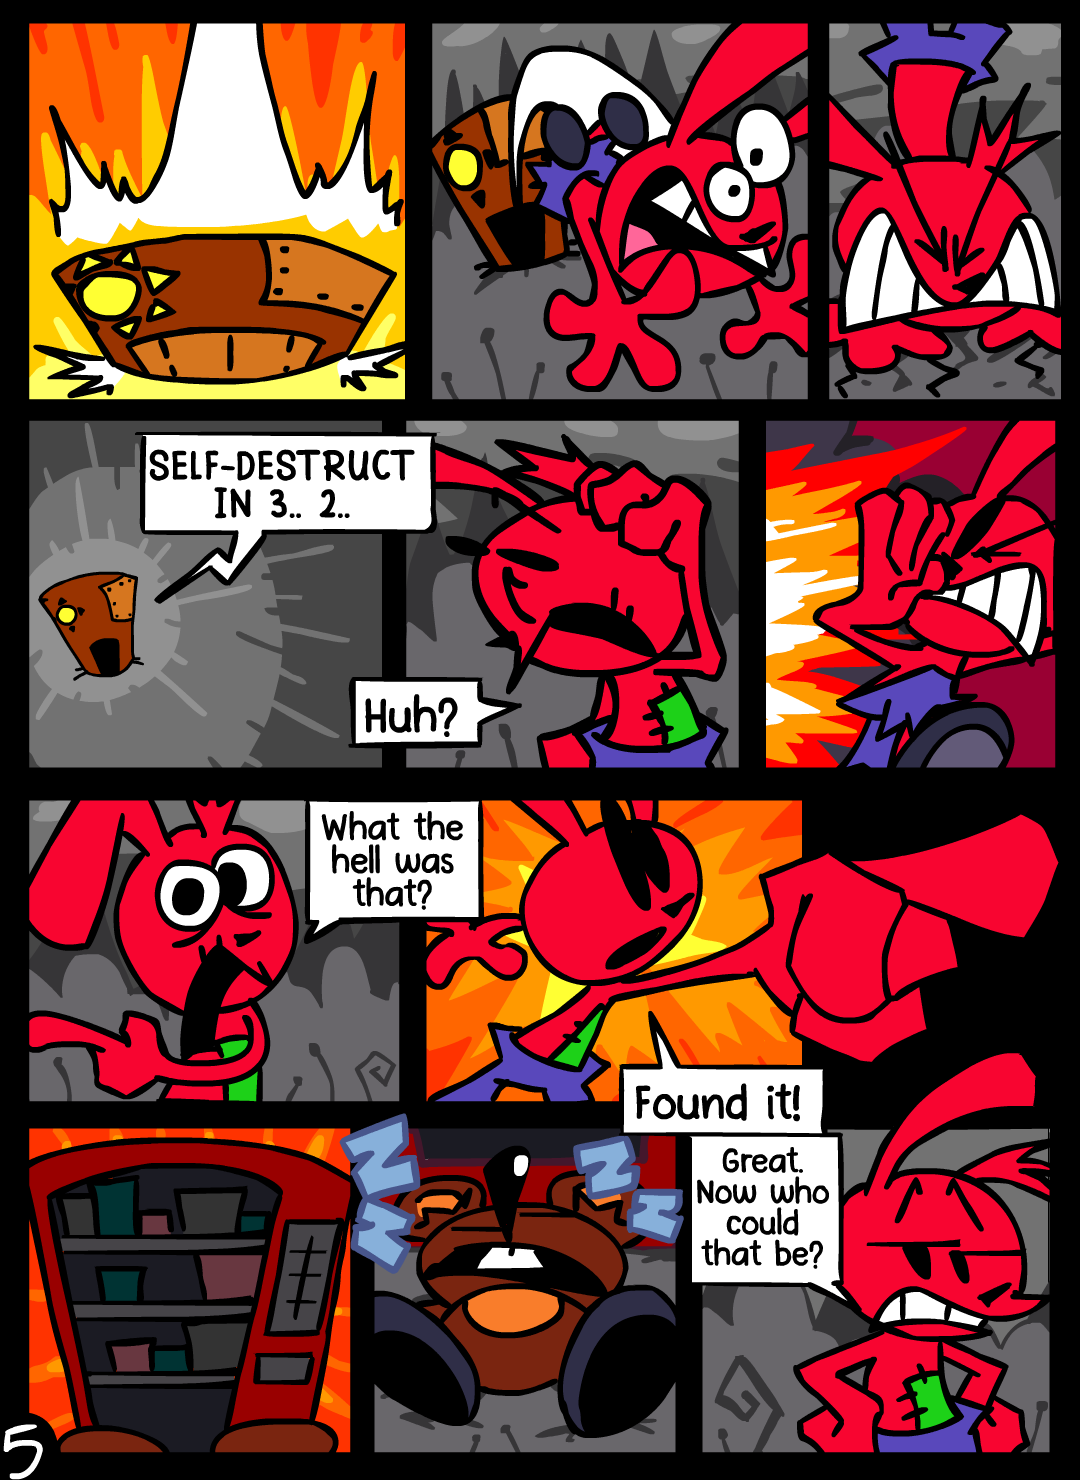 SELF-DESTRUCT
IN 3.. 2..
Huh?
What the
hell was
that?
Found it!
Z
Z
Z
Z
Great.
Now who
could
that be?
5